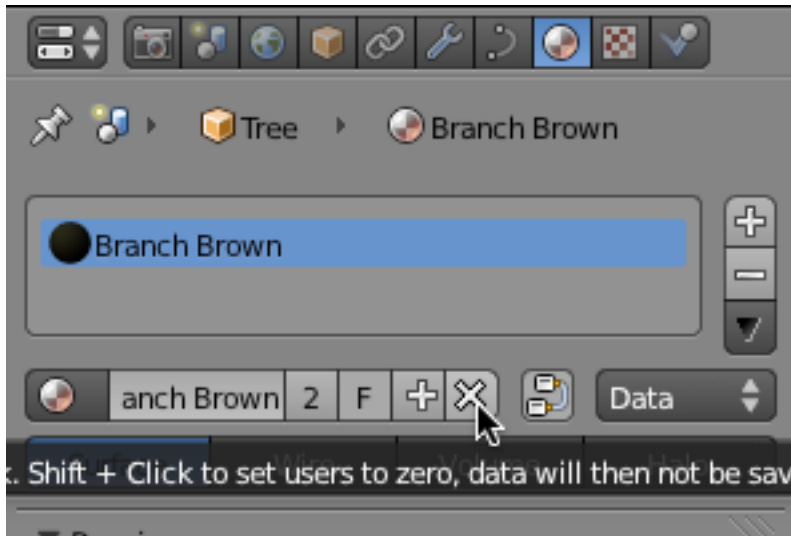 Tree Branch Brown
Branch Brown
anch Brown 2 F Data
k. Shift + Click to set users to zero, data will then not be sav